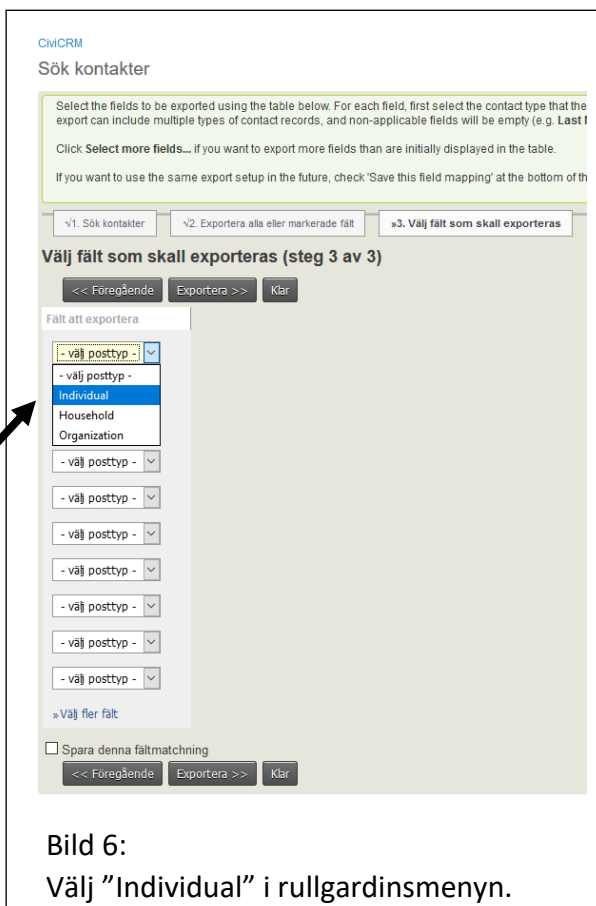 CiviCRM
Sök kontakter
Select the fields to be exported using the table below. For each field, first select the contact type that the
export can include multiple types of contact records, and non-applicable fields will be empty (e.g. Last
Click Select more fields... if you want to export more fields than are initially displayed in the table.
If you want to use the same export setup in the future, check 'Save this field mapping' at the bottom of th
√1. Sök kontakter √2. Exportera alla eller markerade fält »3. Välj fält som skall exporteras
Välj fält som skall exporteras (steg 3 av 3)
<< Föregående Exportera >> Klar
Fält att exportera
- välj posttyp -
- välj posttyp -
Individual
Household
Organization
- välj posttyp -
- välj posttyp -
- välj posttyp -
- välj posttyp -
- välj posttyp -
- välj posttyp -
- välj posttyp -
»Välj fler fält
Spara denna fältmatchning
<< Föregående Exportera >> Klar
Bild 6:
Välj ”Individual” i rullgardinsmenyn.